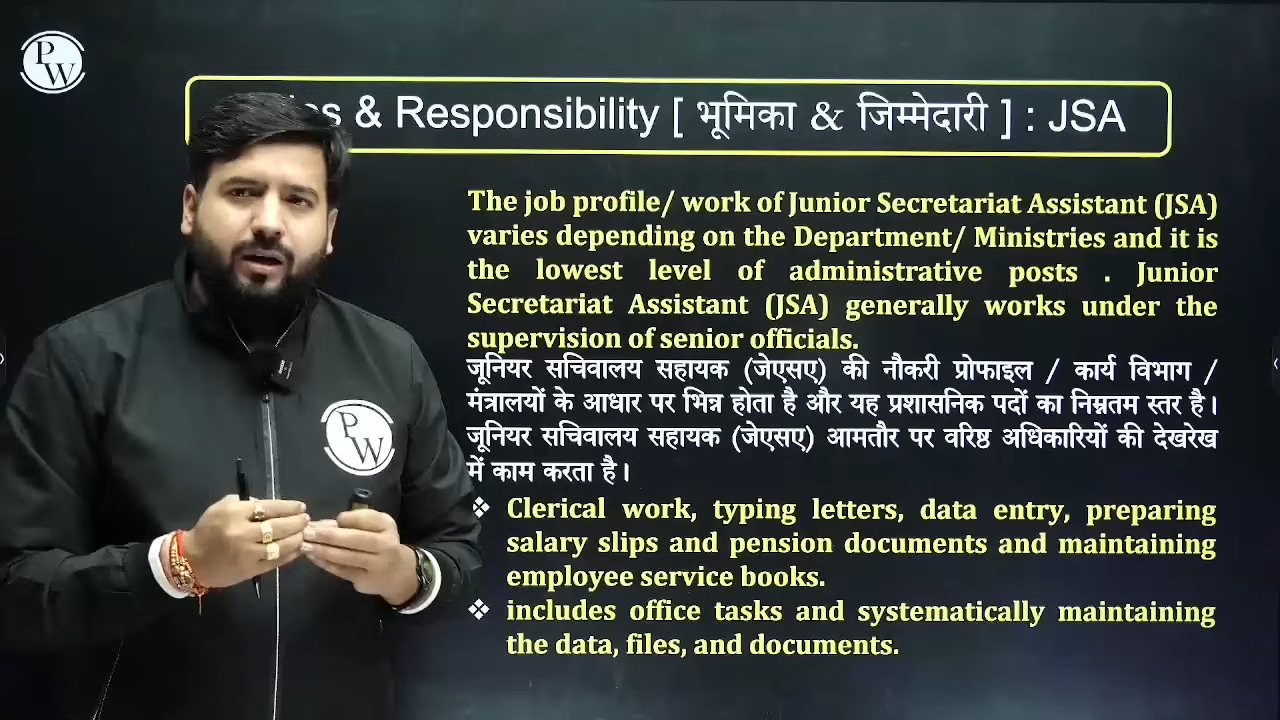 PW
& Responsibility [ भूमिका & जिम्मेदारी ] : JSA
The job profile/ work of Junior Secretariat Assistant (JSA)
varies depending on the Department/ Ministries and it is
the lowest level of administrative posts . Junior
Secretariat Assistant (JSA) generally works under the
supervision of senior officials.
जूनियर सचिवालय सहायक (जेएसए) की नौकरी प्रोफाइल / कार्य विभाग /
मंत्रालयों के आधार पर भिन्न होता है और यह प्रशासनिक पदों का निम्नतम स्तर है।
जूनियर सचिवालय सहायक (जेएसए) आमतौर पर वरिष्ठ अधिकारियों की देखरेख
में काम करता है।
❖ Clerical work, typing letters, data entry, preparing
salary slips and pension documents and maintaining
employee service books.
❖ includes office tasks and systematically maintaining
the data, files, and documents.
PW